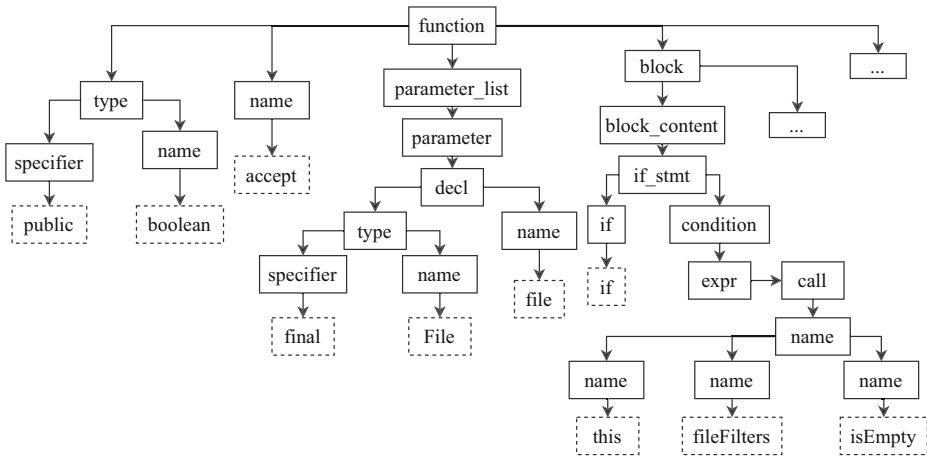 function
type
name
parameter_list
block
...
specifier
name
accept
parameter
block_content
...
public
boolean
decl
if_stmt
type
name
if
condition
specifier
name
file
if
expr
call
final
File
name
name
name
name
this
fileFilters
isEmpty